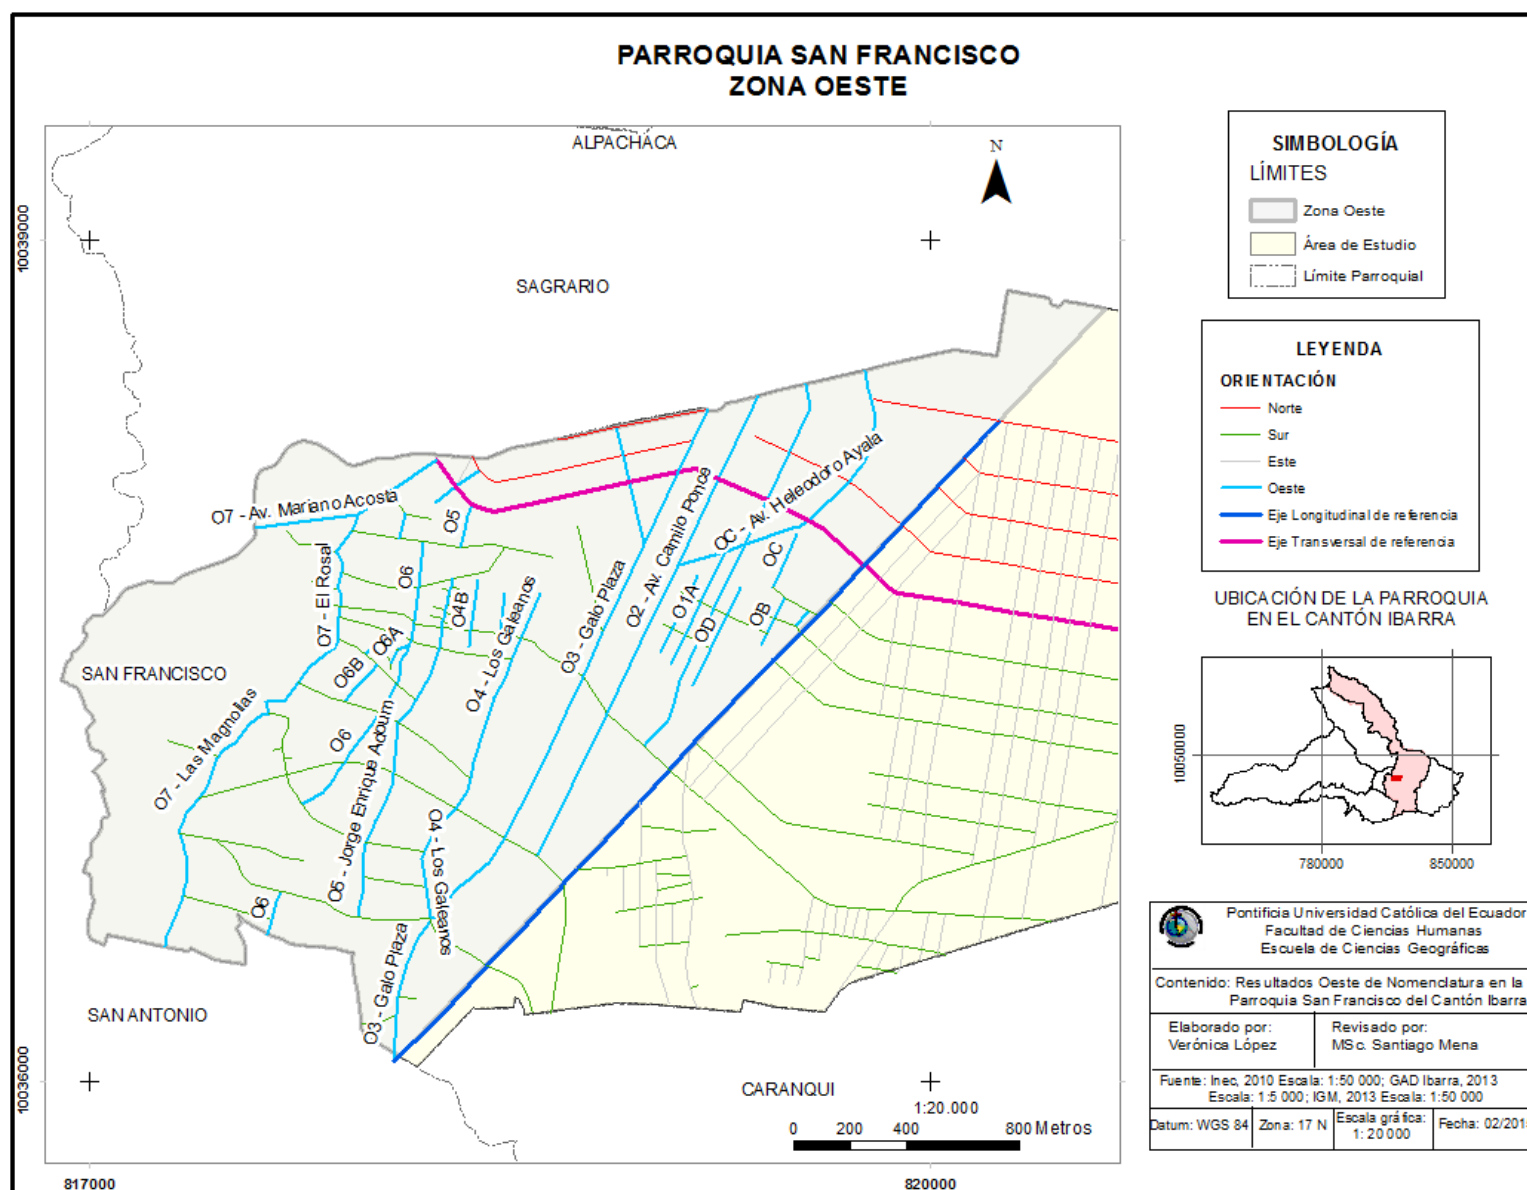 PARROQUIA SAN FRANCISCO
ZONA OESTE
ALPACHACA
N
SAGRARIO
10039000
O7 - Av. Mariano Acosta
O5
OC - Av. Heleodoro Ayala
O2 - Av. Camilo Ponce
OC
O7 - El Rosal
O6
O4B
O4 - Los Galeanos
O3 - Galo Plaza
O1A
OD
OB
O6A
O6B
SAN FRANCISCO
O7 - Las Magnolias
O6
O5 - Jorge Enrique Adoum
O4 - Los Galeanos
O6
O3 - Galo Plaza
SAN ANTONIO
10036000
CARANQUI
1:20.000
0 200 400 800 Metros
817000 820000
SIMBOLOGÍA
LÍMITES
Zona Oeste
Área de Estudio
Límite Parroquial
LEYENDA
ORIENTACIÓN
Norte
Sur
Este
Oeste
Eje Longitudinal de referencia
Eje Transversal de referencia
UBICACIÓN DE LA PARROQUIA
EN EL CANTÓN IBARRA
10050000
780000 850000
Pontificia Universidad Católica del Ecuador
Facultad de Ciencias Humanas
Escuela de Ciencias Geográficas
Contenido: Resultados Oeste de Nomenclatura en la
Parroquia San Francisco del Cantón Ibarra
Elaborado por:
Verónica López
Revisado por:
MSc. Santiago Mena
Fuente: Inec, 2010 Escala: 1:50 000; GAD Ibarra, 2013
Escala: 1:5 000; IGM, 2013 Escala: 1:50 000
Datum: WGS 84
Zona: 17 N
Escala gráfica:
1: 20 000
Fecha: